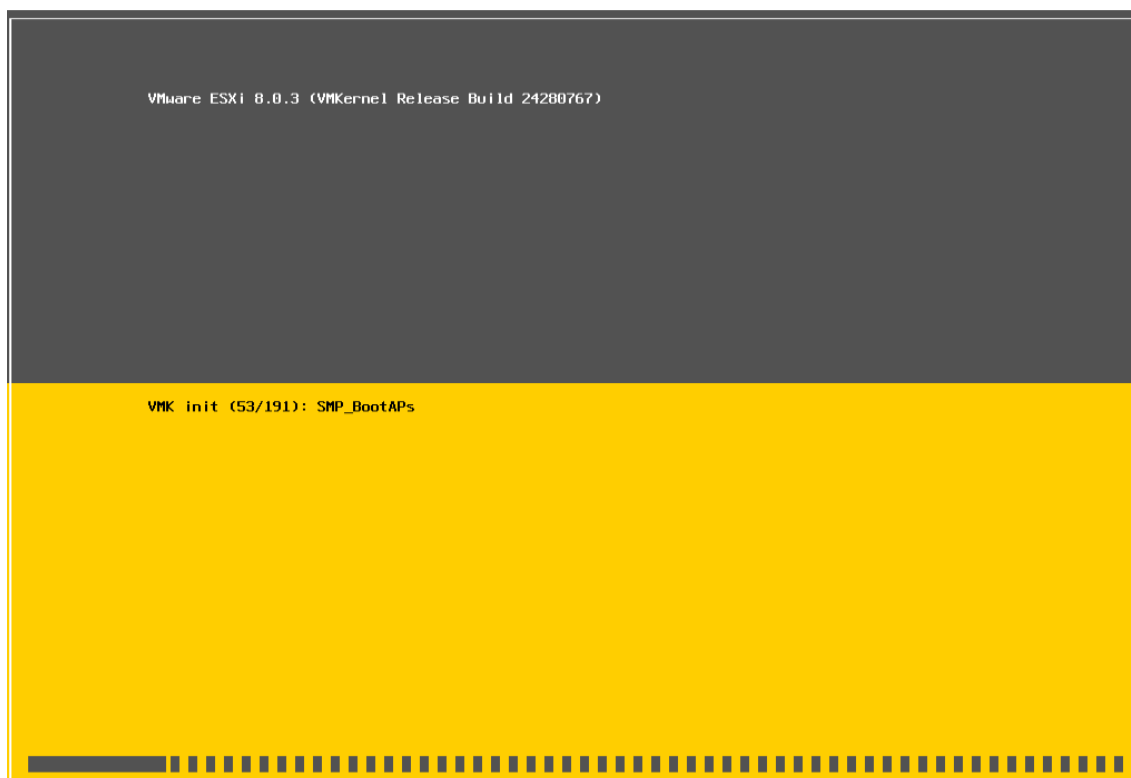 VMware ESXi 8.0.3 (VMKernel Release Build 24280767)
VMK init (53/191): SMP_BootAPs